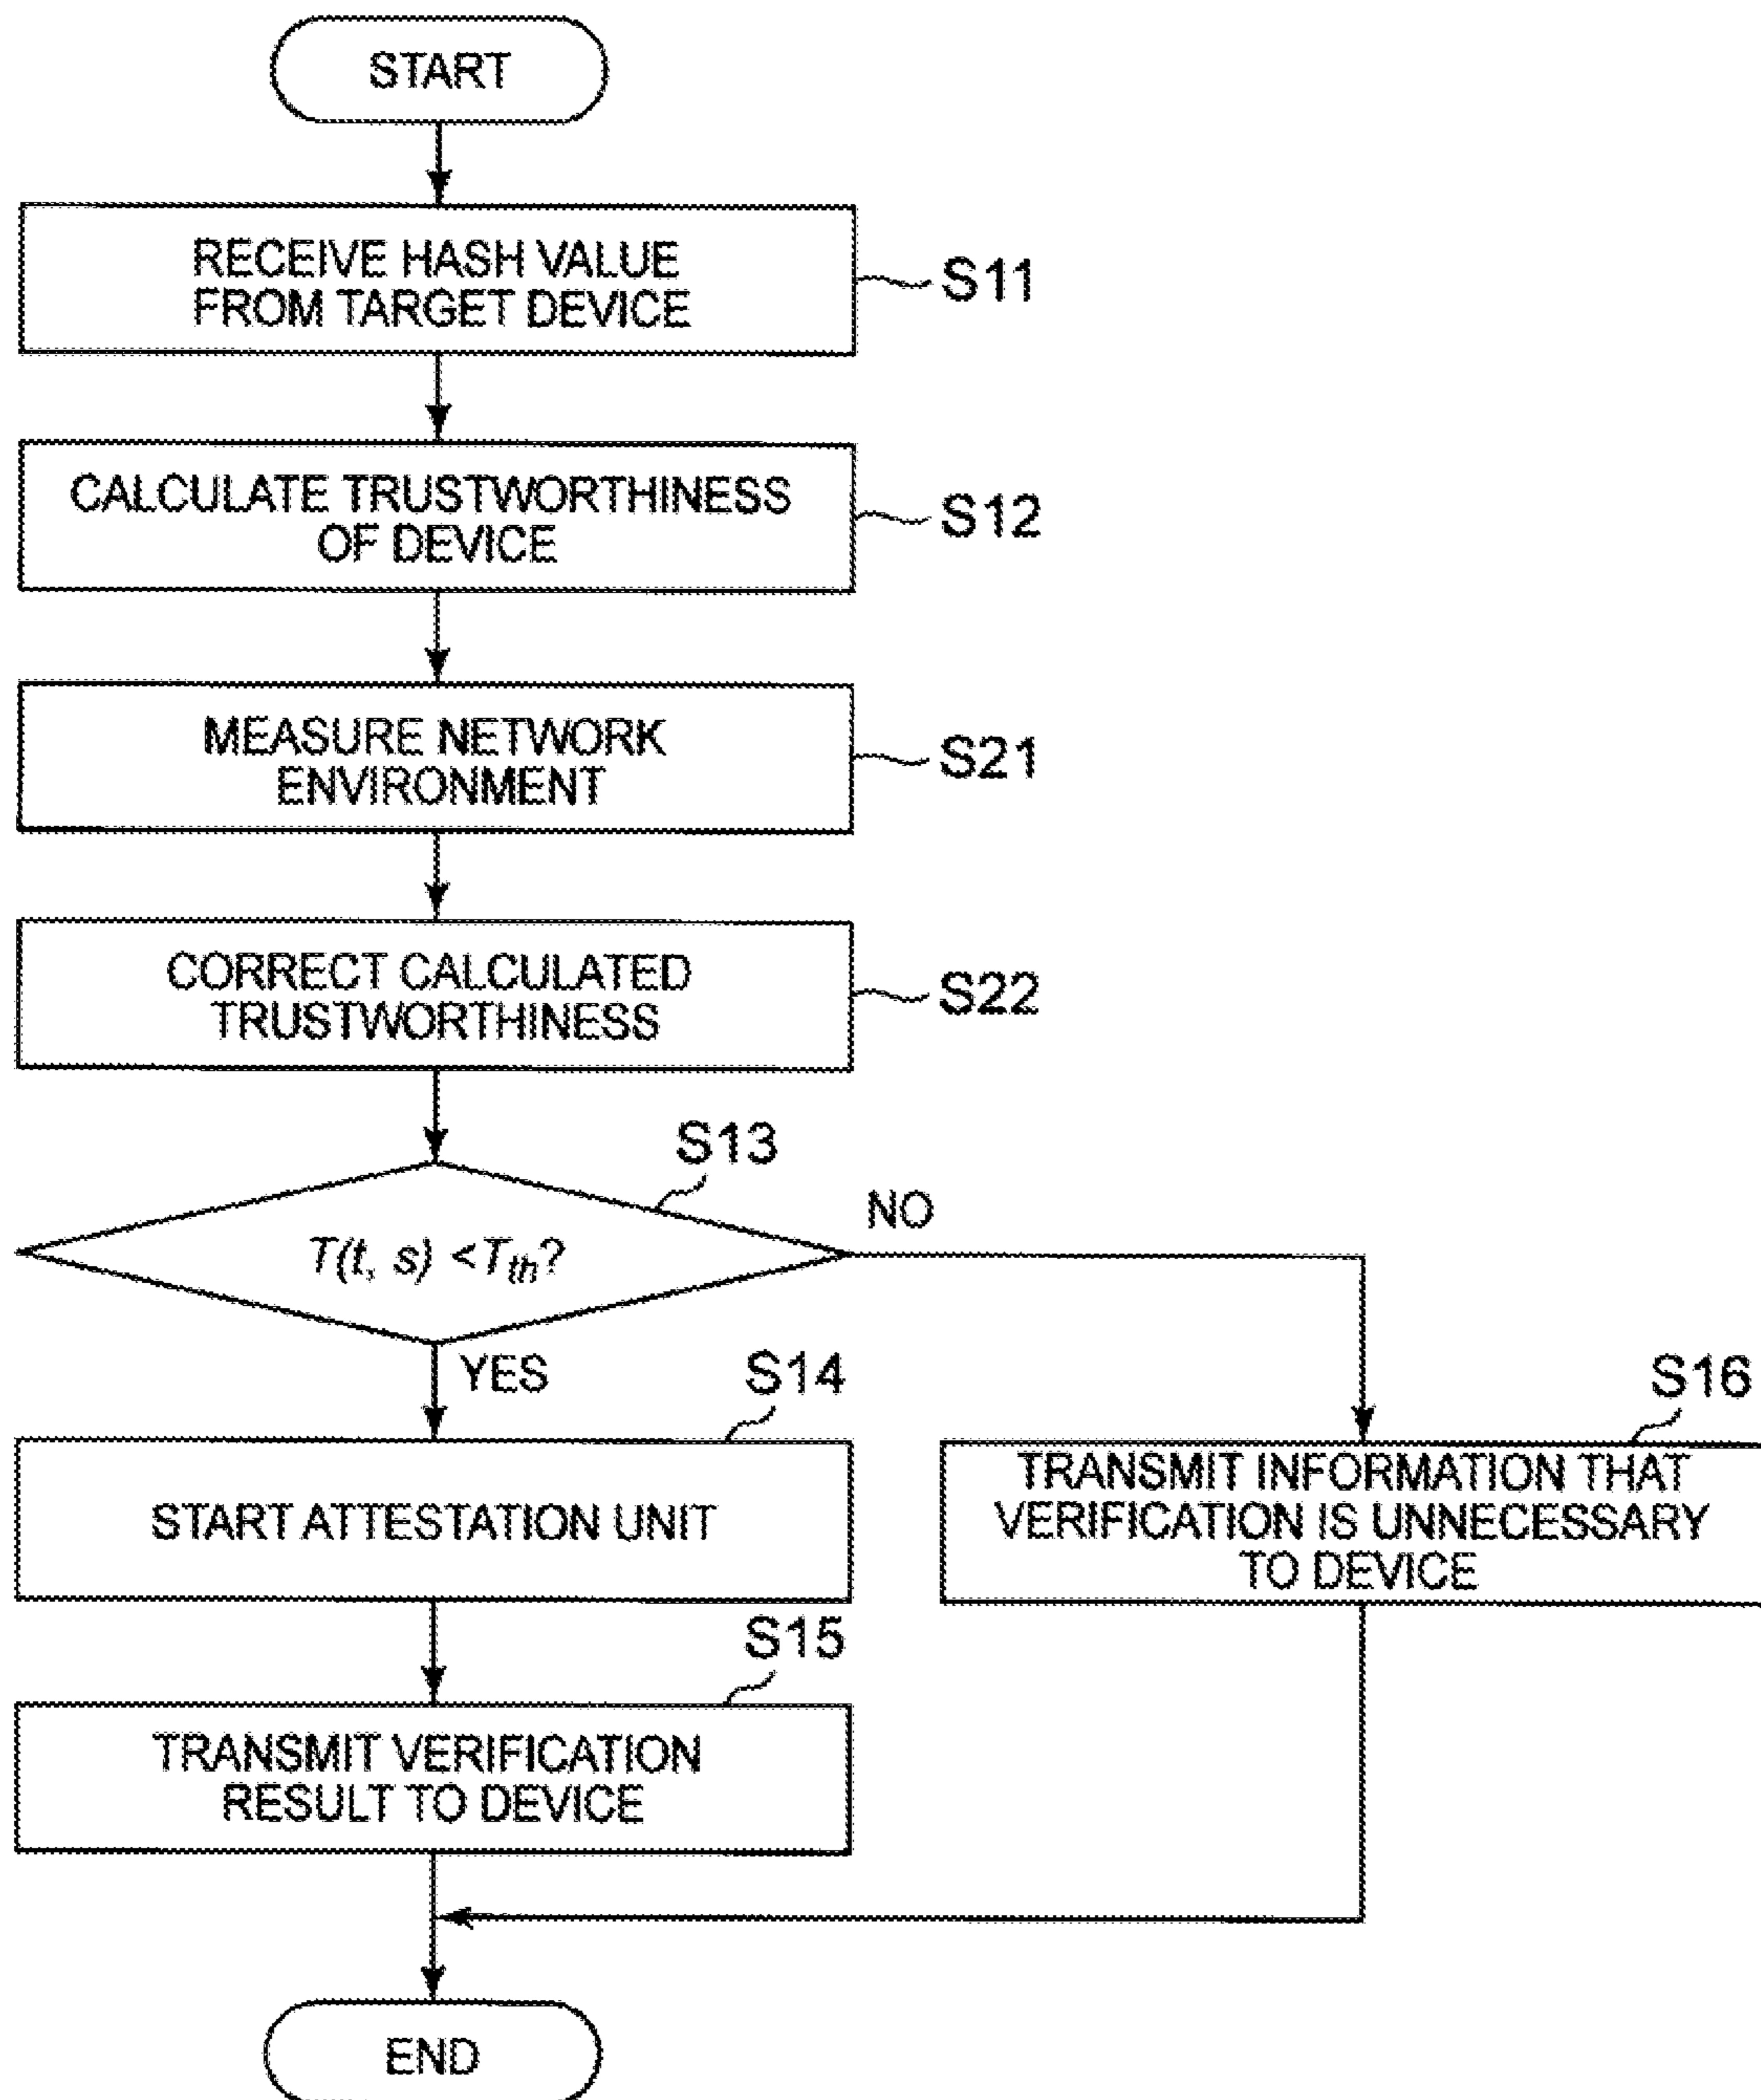 START
RECEIVE HASH VALUE
FROM TARGET DEVICE
S11
CALCULATE TRUSTWORTHINESS
OF DEVICE
S12
MEASURE NETWORK
ENVIRONMENT
S21
CORRECT CALCULATED
TRUSTWORTHINESS
S22
S13
T(t, s) <Tth?
NO
YES
S14
START ATTESTATION UNIT
S16
TRANSMIT INFORMATION THAT
VERIFICATION IS UNNECESSARY
TO DEVICE
S15
TRANSMIT VERIFICATION
RESULT TO DEVICE
END